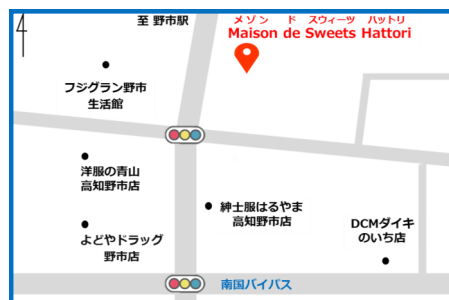 至 野市駅
メゾン ド スウィーツ ハットリ
Maison de Sweets Hattori
フジグラン野市
生活館
洋服の青山
高知野市店
紳士服はるやま
高知野市店
よどやドラッグ
野市店
DCMダイキ
のいち店
南国バイパス